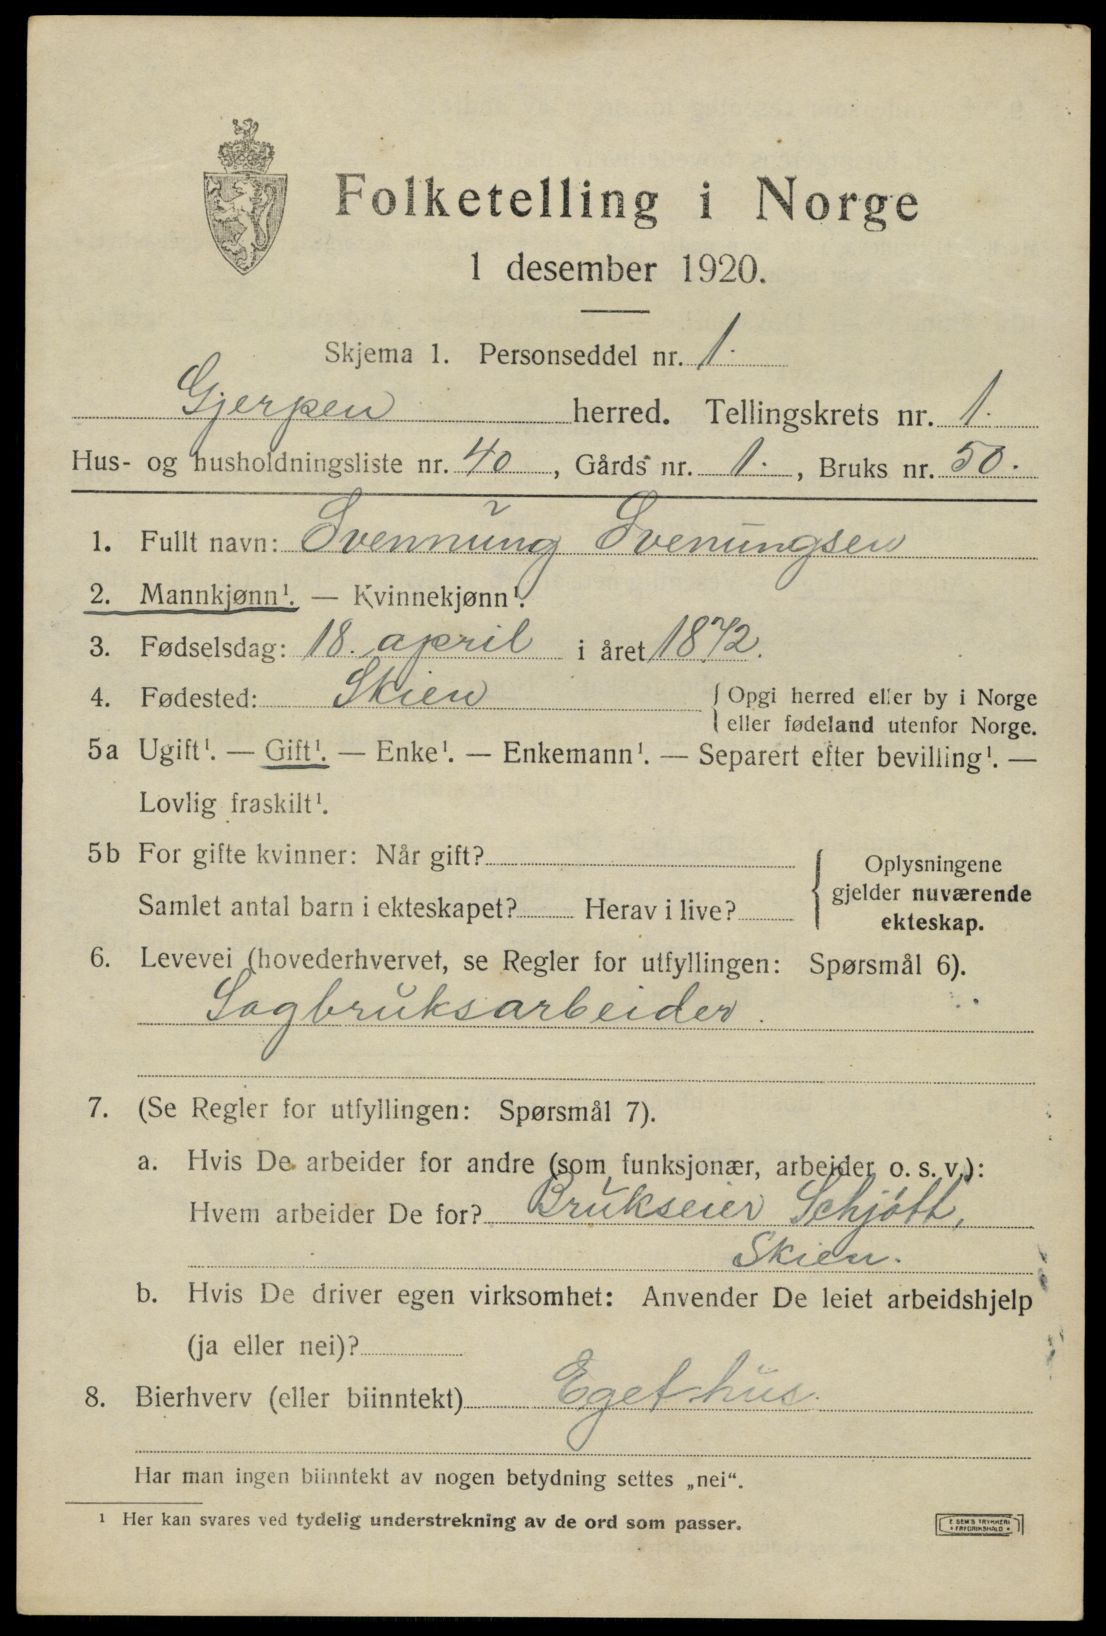 Folketelling i Norge
1 desember 1920.
Skjema 1. Personseddel nr. 1.
Gjerpen herred. Tellingskrets nr. 1.
Hus- og husholdningsliste nr. 40, Gårds nr. 1., Bruks nr. 50.
1. Fullt navn: Svennung Svenungsen
2. Mannkjønn¹. — Kvinnekjønn¹.
3. Fødselsdag: 18. april i året 1872.
4. Fødested: Skien { Opgi herred eller by i Norge
eller fødeland utenfor Norge.
5a Ugift¹. — Gift¹. — Enke¹. — Enkemann¹. — Separert efter bevilling¹. —
Lovlig fraskilt¹.
5b For gifte kvinner: Når gift?
Samlet antal barn i ekteskapet? Herav i live?
{ Oplysningene
gjelder nuværende
ekteskap.
6. Levevei (hovederhvervet, se Regler for utfyllingen: Spørsmål 6).
Sagbruksarbeider.
7. (Se Regler for utfyllingen: Spørsmål 7).
a. Hvis De arbeider for andre (som funksjonær, arbeider o. s. v.):
Hvem arbeider De for? Brukseier Schjött,
Skien.
b. Hvis De driver egen virksomhet: Anvender De leiet arbeidshjelp
(ja eller nei)?
8. Bierhverv (eller biinntekt) Eget hus.
Har man ingen biinntekt av nogen betydning settes „nei“.
¹ Her kan svares ved tydelig understrekning av de ord som passer.
E SEM'S TRYKKERI
FREDRIKSHALD